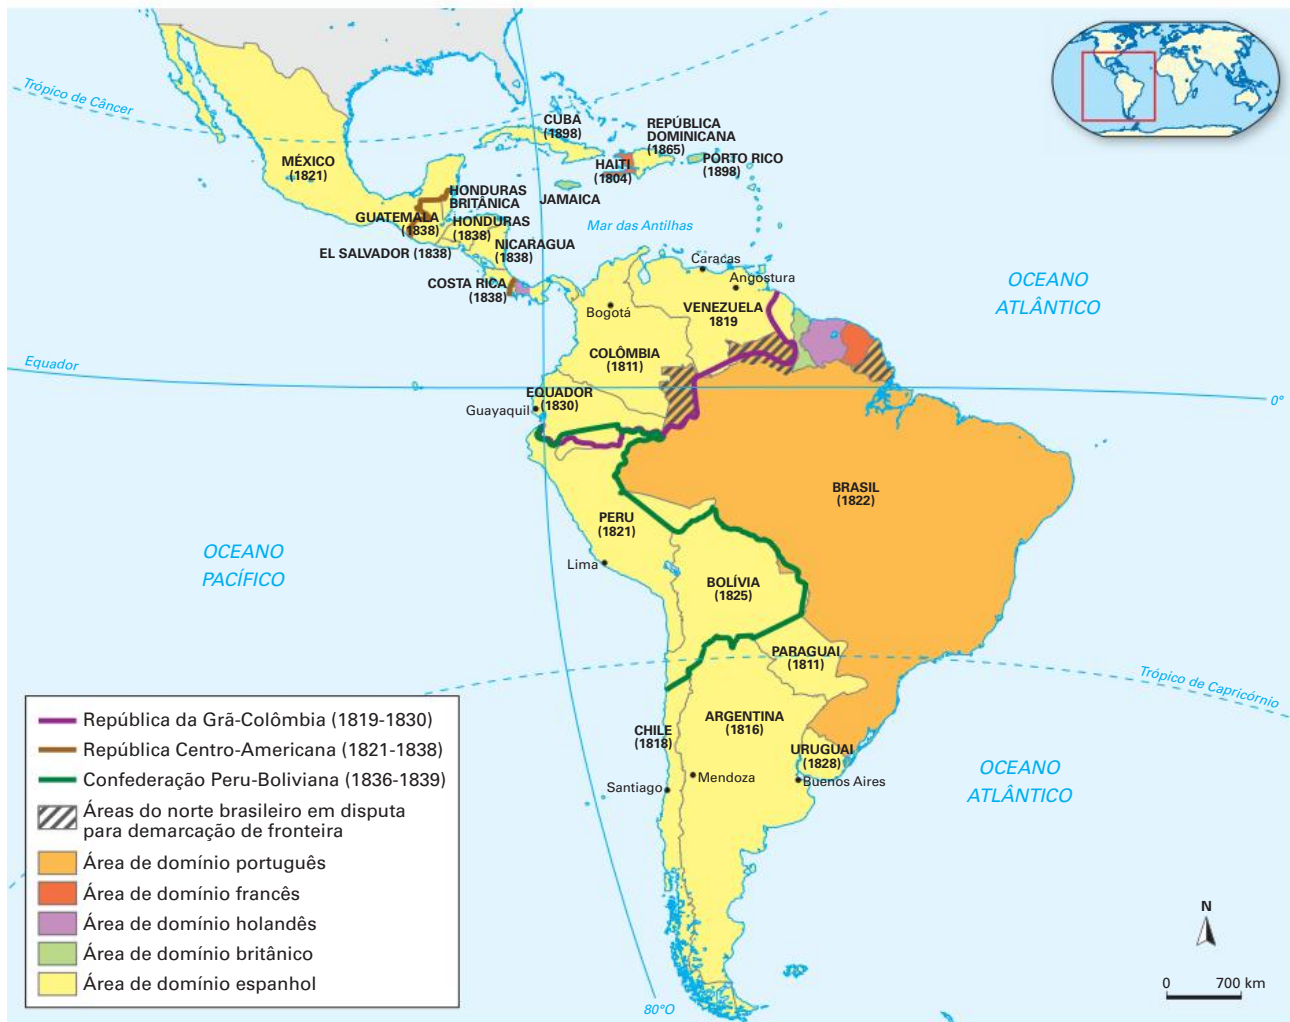 Trópico de Câncer
MÉXICO
(1821)
CUBA
(1898)
REPÚBLICA
DOMINICANA
(1865)
HAITI
(1804)
PORTO RICO
(1898)
JAMAICA
HONDURAS
BRITÂNICA
GUATEMALA
(1838)
HONDURAS
(1838)
EL SALVADOR (1838)
NICARAGUA
(1838)
COSTA RICA
(1838)
Mar das Antilhas
Caracas
Angostura
OCEANO
ATLÂNTICO
Bogotá
VENEZUELA
1819
COLÔMBIA
(1811)
Equador
EQUADOR
(1830)
Guayaquil
0°
BRASIL
(1822)
PERU
(1821)
OCEANO
PACÍFICO
Lima
BOLÍVIA
(1825)
PARAGUAI
(1811)
Trópico de Capricórnio
ARGENTINA
(1816)
CHILE
(1818)
URUGUAI
(1828)
Mendoza
Buenos Aires
Santiago
OCEANO
ATLÂNTICO
República da Grã-Colômbia (1819-1830)
República Centro-Americana (1821-1838)
Confederação Peru-Boliviana (1836-1839)
Áreas do norte brasileiro em disputa
para demarcação de fronteira
Área de domínio português
Área de domínio francês
Área de domínio holandês
Área de domínio britânico
Área de domínio espanhol
80°O
N
0 700 km